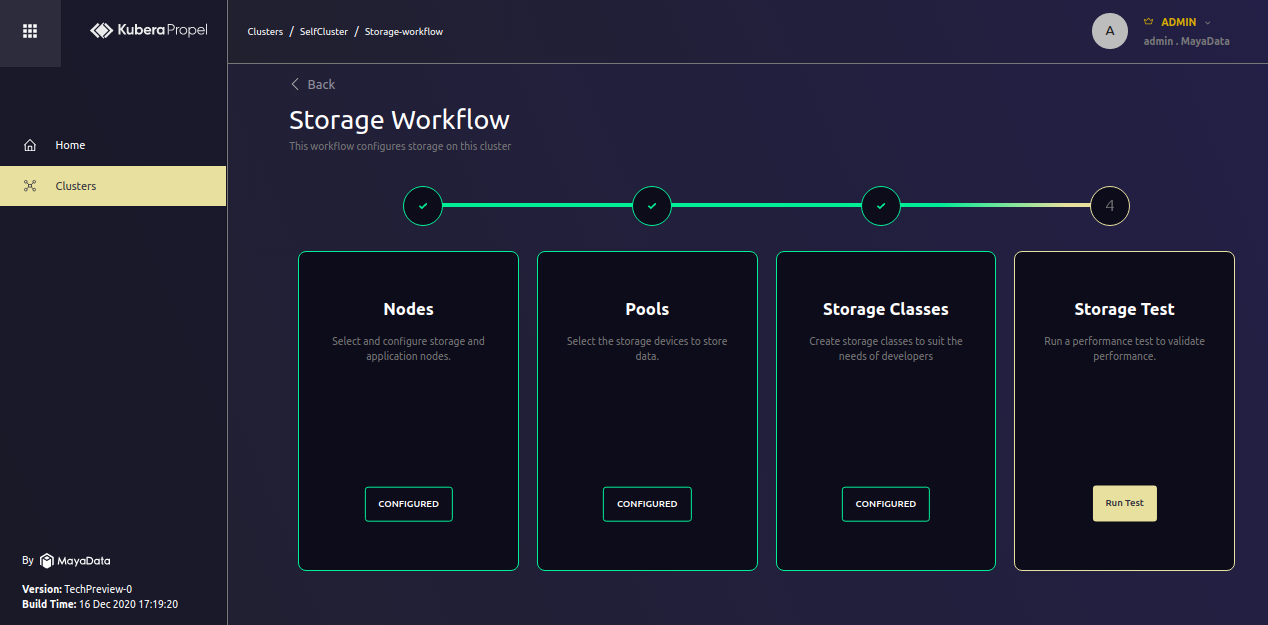 Kubera Propel
Clusters / SelfCluster / Storage-workflow
A
ADMIN
admin . MayaData
Home
Clusters
Back
Storage Workflow
This workflow configures storage on this cluster
4
Nodes
Select and configure storage and
application nodes.
CONFIGURED
Pools
Select the storage devices to store
data.
CONFIGURED
Storage Classes
Create storage classes to suit the
needs of developers
CONFIGURED
Storage Test
Run a performance test to validate
performance.
Run Test
By MayaData
Version: TechPreview-0
Build Time: 16 Dec 2020 17:19:20